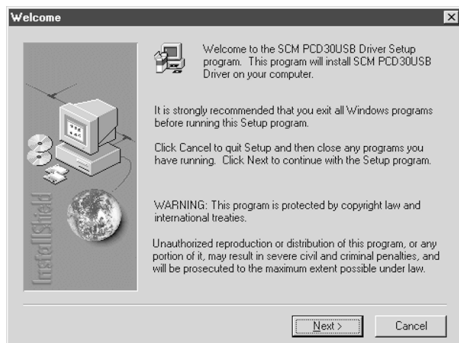 Welcome
Welcome to the SCM PCD30USB Driver Setup
program. This program will install SCM PCD30USB
Driver on your computer.
It is strongly recommended that you exit all Windows programs
before running this Setup program.
Click Cancel to quit Setup and then close any programs you
have running. Click Next to continue with the Setup program.
WARNING: This program is protected by copyright law and
international treaties.
Unauthorized reproduction or distribution of this program, or any
portion of it, may result in severe civil and criminal penalties, and
will be prosecuted to the maximum extent possible under law.
InstallShield
Next >
Cancel